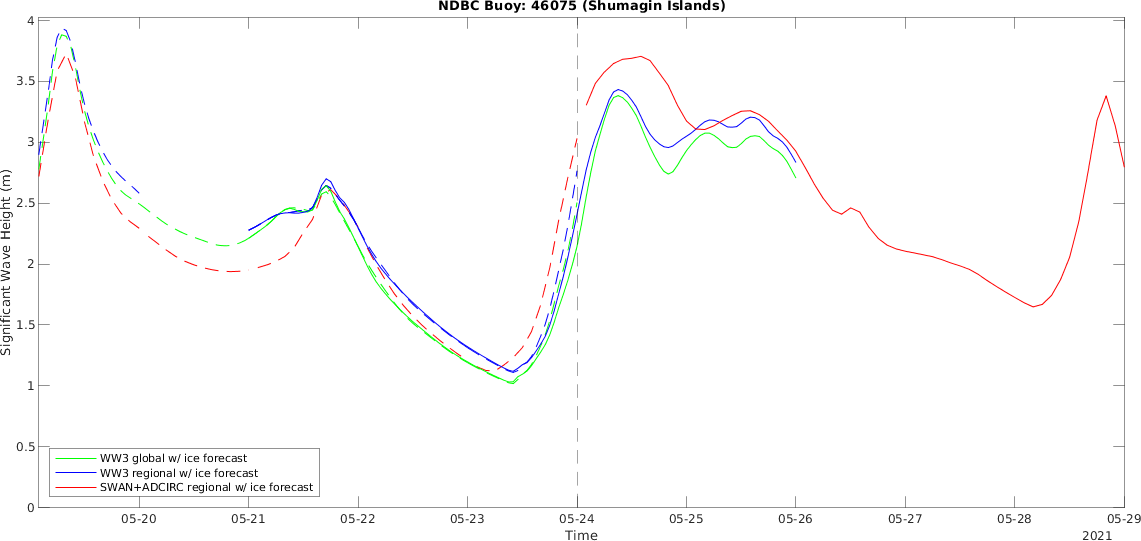 NDBC Buoy: 46075 (Shumagin Islands)
4
3.5
3
2.5
2
1.5
1
0.5
0
Significant Wave Height (m)
WW3 global w/ ice forecast
WW3 regional w/ ice forecast
SWAN+ADCIRC regional w/ ice forecast
05-20 05-21 05-22 05-23 05-24 05-25 05-26 05-27 05-28 05-29
Time
2021